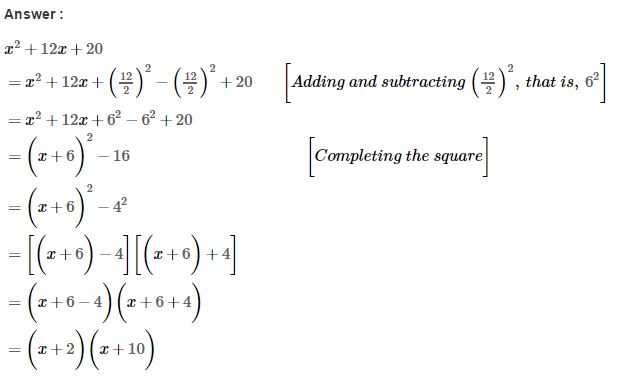 Answer :
x² + 12x + 20
= x² + 12x + (12/2)² − (12/2)² + 20 [Adding and subtracting (12/2)², that is, 6²]
= x² + 12x + 6² − 6² + 20
= (x + 6)² − 16 [Completing the square]
= (x + 6)² − 4²
= [(x + 6) − 4][(x + 6) + 4]
= (x + 6 − 4)(x + 6 + 4)
= (x + 2)(x + 10)